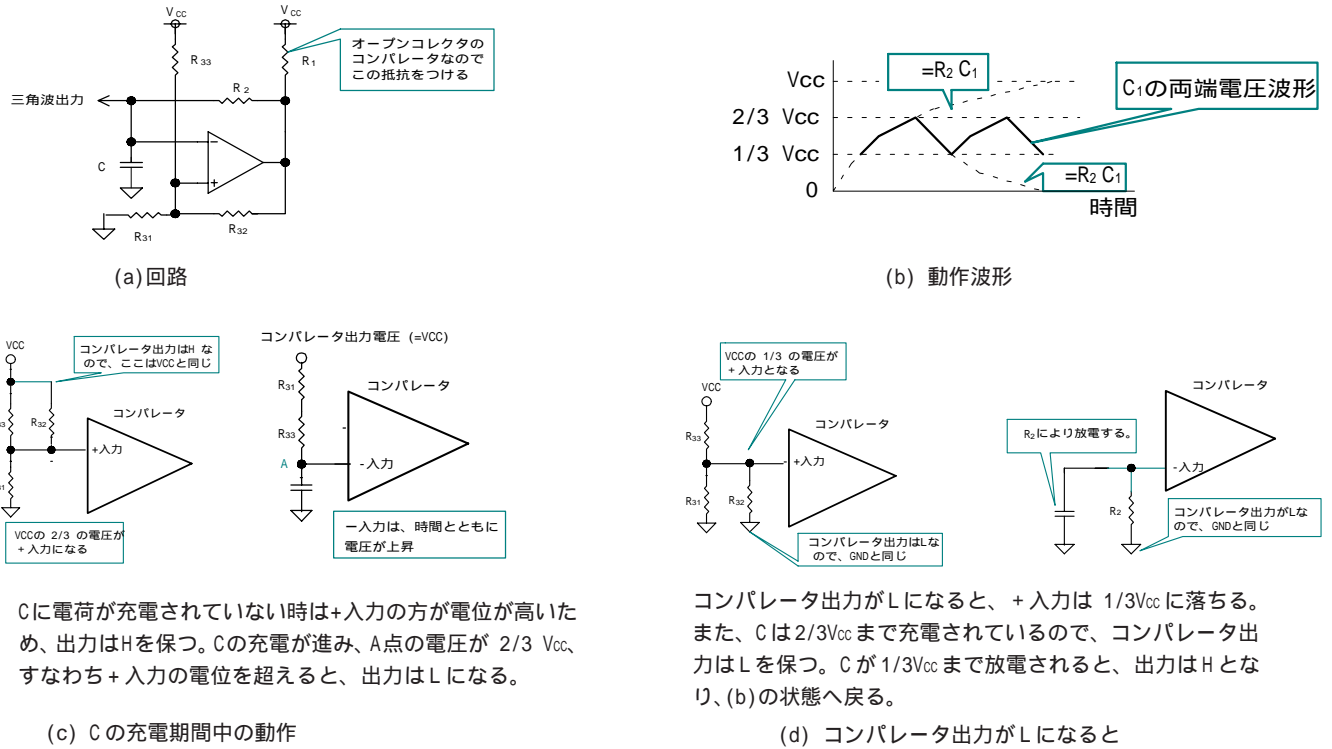 Vcc
Vcc
R33
R1
オープンコレクタの
コンパレータなので
この抵抗をつける
三角波出力
R2
C
-
+
R31
R32
(a)回路
Vcc
2/3 Vcc
1/3 Vcc
0
=R2 C1
C1の両端電圧波形
=R2 C1
時間
(b) 動作波形
VCC
コンパレータ出力はH な
ので、ここはVCCと同じ
コンパレータ
R32
+入力
-
VCCの 2/3 の電圧が
+入力になる
コンパレータ出力電圧 (=VCC)
R31
R33
コンパレータ
-
A
-入力
ー入力は、時間とともに
電圧が上昇
Cに電荷が充電されていない時は+入力の方が電位が高いた
め、出力はHを保つ。Cの充電が進み、A点の電圧が 2/3 Vcc、
すなわち+入力の電位を超えると、出力はLになる。
(c) Cの充電期間中の動作
VCCの 1/3 の電圧が
+入力となる
VCC
コンパレータ
R33
+入力
R31
R32
コンパレータ出力はLな
ので、GNDと同じ
コンパレータ
R2により放電する。
-入力
R2
コンパレータ出力がLな
ので、GNDと同じ
コンパレータ出力がLになると、+入力は 1/3Vccに落ちる。
また、Cは2/3Vccまで充電されているので、コンパレータ出
力はLを保つ。Cが1/3Vccまで放電されると、出力はHとな
り、(b)の状態へ戻る。
(d) コンパレータ出力がLになると